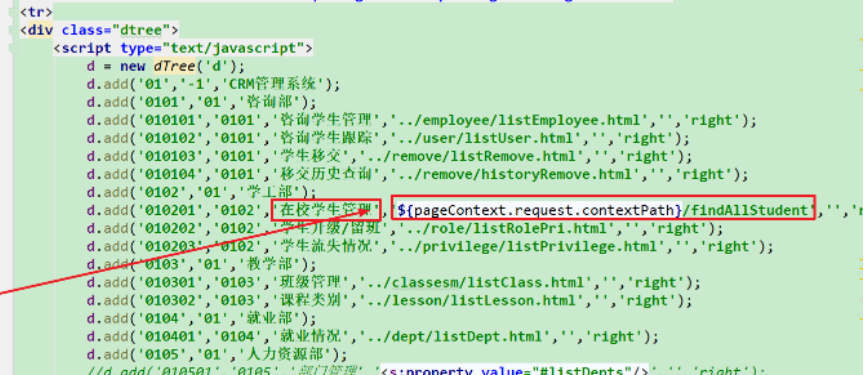 <tr>
<div class="dtree">
<script type="text/javascript">
d = new dTree('d');
d.add('01','-1','CRM管理系统');
d.add('0101','01','咨询部');
d.add('010101','0101','咨询学生管理','../employee/listEmployee.html','','right');
d.add('010102','0101','咨询学生跟踪','../user/listUser.html','','right');
d.add('010103','0101','学生移交','../remove/listRemove.html','','right');
d.add('010104','0101','移交历史查询','../remove/historyRemove.html','','right');
d.add('0102','01','学工部');
d.add('010201','0102','在校学生管理','${pageContext.request.contextPath}/findAllStudent','','
d.add('010202','0102','学生升级/留班','../role/listRolePri.html','','right');
d.add('010203','0102','学生流失情况','../privilege/listPrivilege.html','','right');
d.add('0103','01','教学部');
d.add('010301','0103','班级管理','../classesm/listClass.html','','right');
d.add('010302','0103','课程类别','../lesson/listLesson.html','','right');
d.add('0104','01','就业部');
d.add('010401','0104','就业情况','../dept/listDept.html','','right');
d.add('0105','01','人力资源部');
//d.add('010501','0105','部门管理','<s:property value="#listDepts"/>','','right');